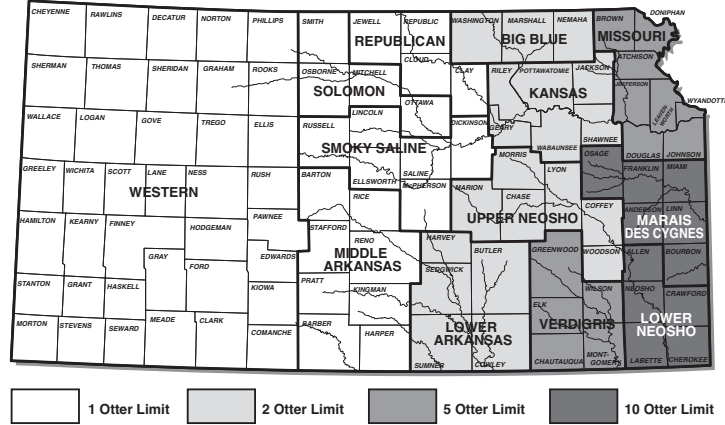 CHEYENNE RAWLINS DECATUR NORTON PHILLIPS SMITH JEWELL REPUBLIC WASHINGTON MARSHALL NEMAHA BROWN DONIPHAN
REPUBLICAN BIG BLUE MISSOURI
CLOUD ATCHISON
SHERMAN THOMAS SHERIDAN GRAHAM ROOKS OSBORNE MITCHELL CLAY RILEY POTTAWATOMIE JACKSON
SOLOMON KANSAS JEFFERSON
OTTAWA WYANDOTTE
LEAVEN-
WORTH
WALLACE LOGAN GOVE TREGO ELLIS RUSSELL LINCOLN DICKINSON GEARY
SMOKY SALINE WABAUNSEE SHAWNEE DOUGLAS JOHNSON
GREELEY WICHITA SCOTT LANE NESS RUSH BARTON ELLSWORTH SALINE MORRIS OSAGE FRANKLIN MIAMI
WESTERN McPHERSON MARION CHASE LYON
RICE
HAMILTON KEARNY FINNEY HODGEMAN PAWNEE STAFFORD UPPER NEOSHO COFFEY ANDERSON LINN
MARAIS
DES CYGNES
RENO HARVEY
MIDDLE
ARKANSAS
GRAY FORD EDWARDS BUTLER GREENWOOD WOODSON ALLEN BOURBON
STANTON GRANT HASKELL KIOWA PRATT KINGMAN SEDGWICK WILSON NEOSHO CRAWFORD
MORTON STEVENS SEWARD MEADE CLARK COMANCHE BARBER HARPER ELK
LOWER
ARKANSAS
VERDIGRIS
LOWER
NEOSHO
SUMNER COWLEY CHAUTAUQUA MONT-
GOMERY
LABETTE CHEROKEE
1 Otter Limit 2 Otter Limit 5 Otter Limit 10 Otter Limit